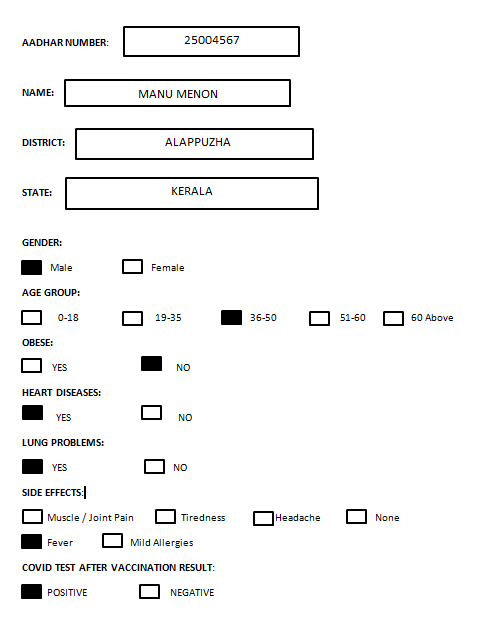 AADHAR NUMBER: 25004567
NAME: MANU MENON
DISTRICT: ALAPPUZHA
STATE: KERALA
GENDER:
Male Female
AGE GROUP:
0-18 19-35 36-50 51-60 60 Above
OBESE:
YES NO
HEART DISEASES:
YES NO
LUNG PROBLEMS:
YES NO
SIDE EFFECTS:
Muscle / Joint Pain Tiredness Headache None
Fever Mild Allergies
COVID TEST AFTER VACCINATION RESULT:
POSITIVE NEGATIVE